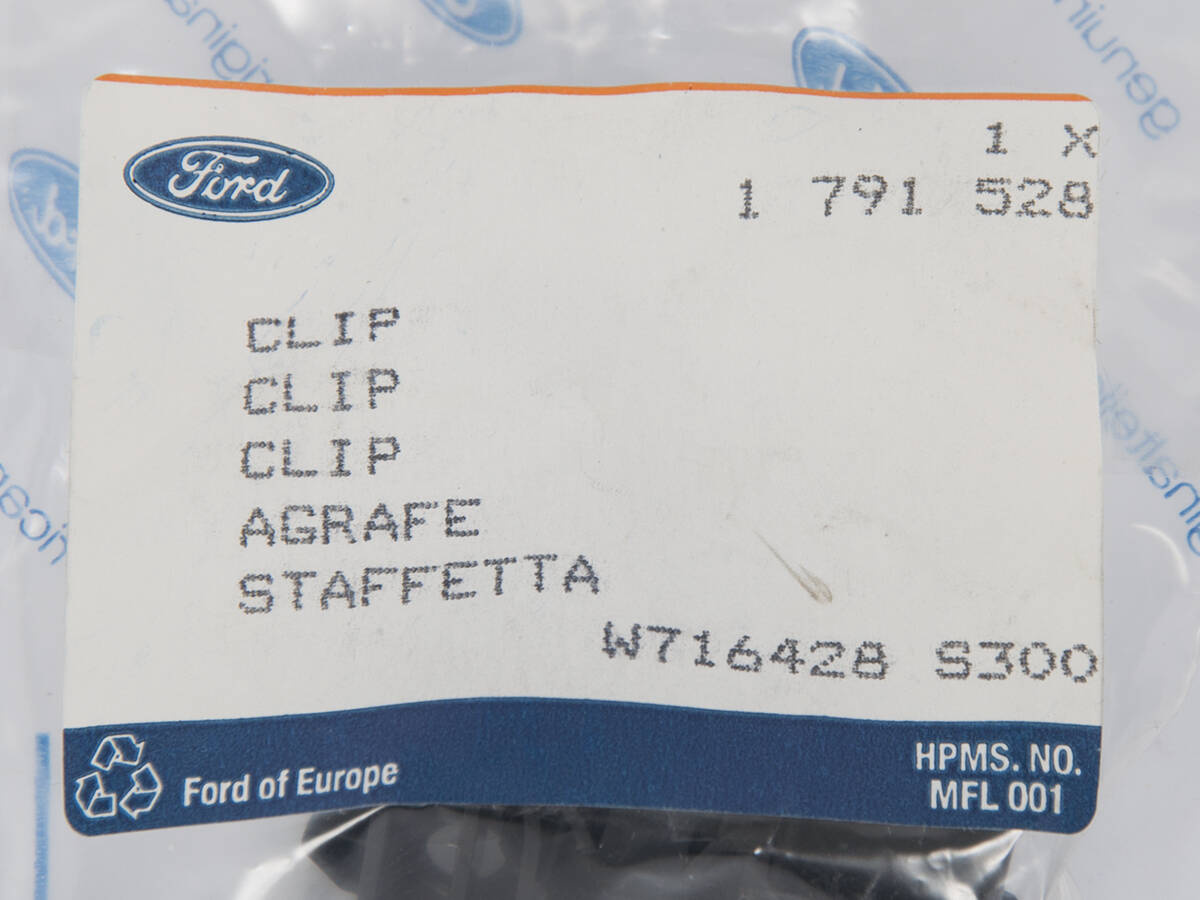 Ford
1 X
1 791 528
CLIP
CLIP
CLIP
AGRAFE
STAFFETTA
W716428 S300
Ford of Europe
HPMS. NO.
MFL 001